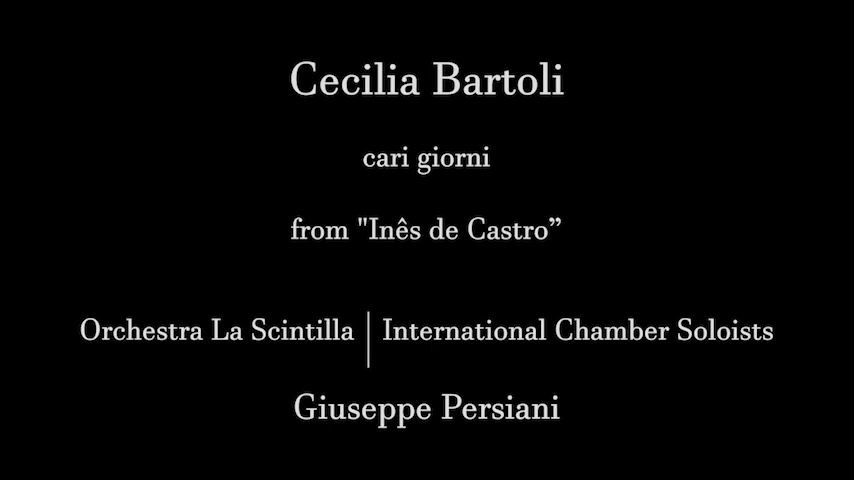 Cecilia Bartoli
cari giorni
from "Inês de Castro”
Orchestra La Scintilla | International Chamber Soloists
Giuseppe Persiani